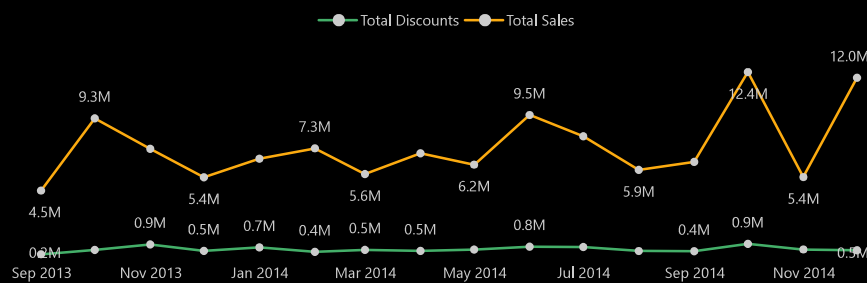 Total Discounts Total Sales
12.0M
9.3M 9.5M
7.3M 12.4M
5.4M 5.6M 6.2M 5.9M 5.4M
4.5M
0.9M 0.5M 0.7M 0.4M 0.5M 0.5M 0.8M 0.4M 0.9M
0.2M 0.5M
Sep 2013 Nov 2013 Jan 2014 Mar 2014 May 2014 Jul 2014 Sep 2014 Nov 2014